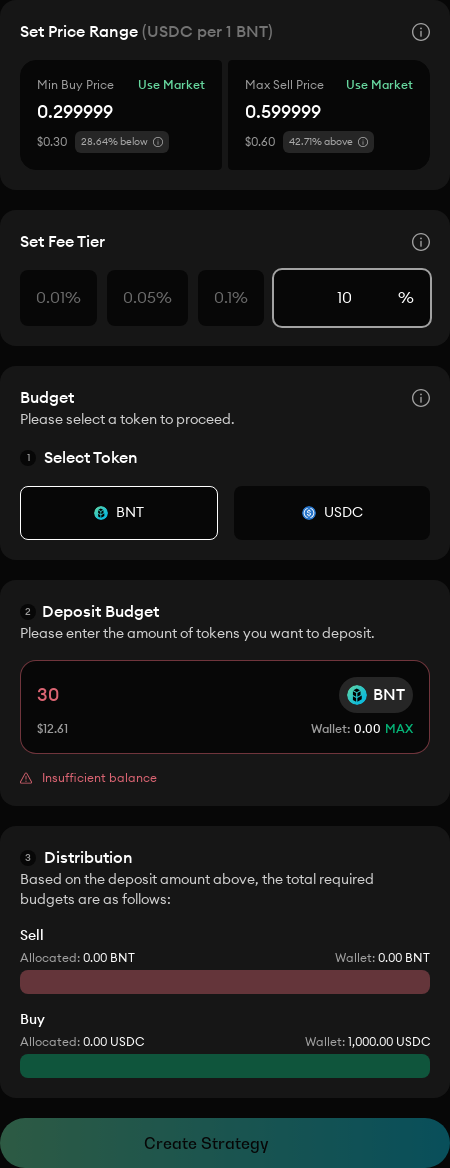 Set Price Range (USDC per 1 BNT)
Min Buy Price Use Market
0.299999
$0.30 28.64% below
Max Sell Price Use Market
0.599999
$0.60 42.71% above
Set Fee Tier
0.01% 0.05% 0.1% 10 %
Budget
Please select a token to proceed.
1 Select Token
BNT USDC
2 Deposit Budget
Please enter the amount of tokens you want to deposit.
30 BNT
$12.61 Wallet: 0.00 MAX
Insufficient balance
3 Distribution
Based on the deposit amount above, the total required
budgets are as follows:
Sell
Allocated: 0.00 BNT Wallet: 0.00 BNT
Buy
Allocated: 0.00 USDC Wallet: 1,000.00 USDC
Create Strategy